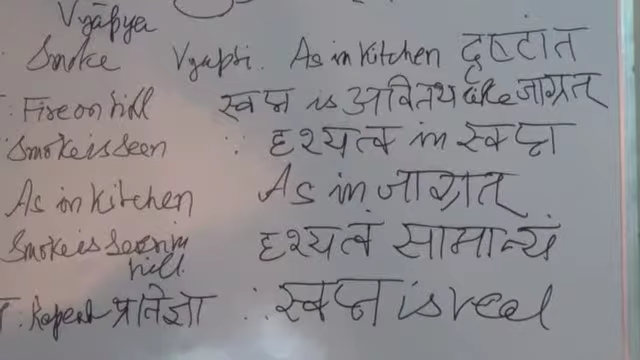 Vyāpya
Smoke Vyapti. As in kitchen दृष्टांत
: Fire on hill स्वप्न is अवितथ like जाग्रत्
Smoke is seen ∵ दृश्यत्व in स्वप्न
As in kitchen As in जाग्रत्
Smoke is seen in दृश्यत्वं सामान्यं
hill.
: Repeat प्रतिज्ञा ∴ स्वप्न is real